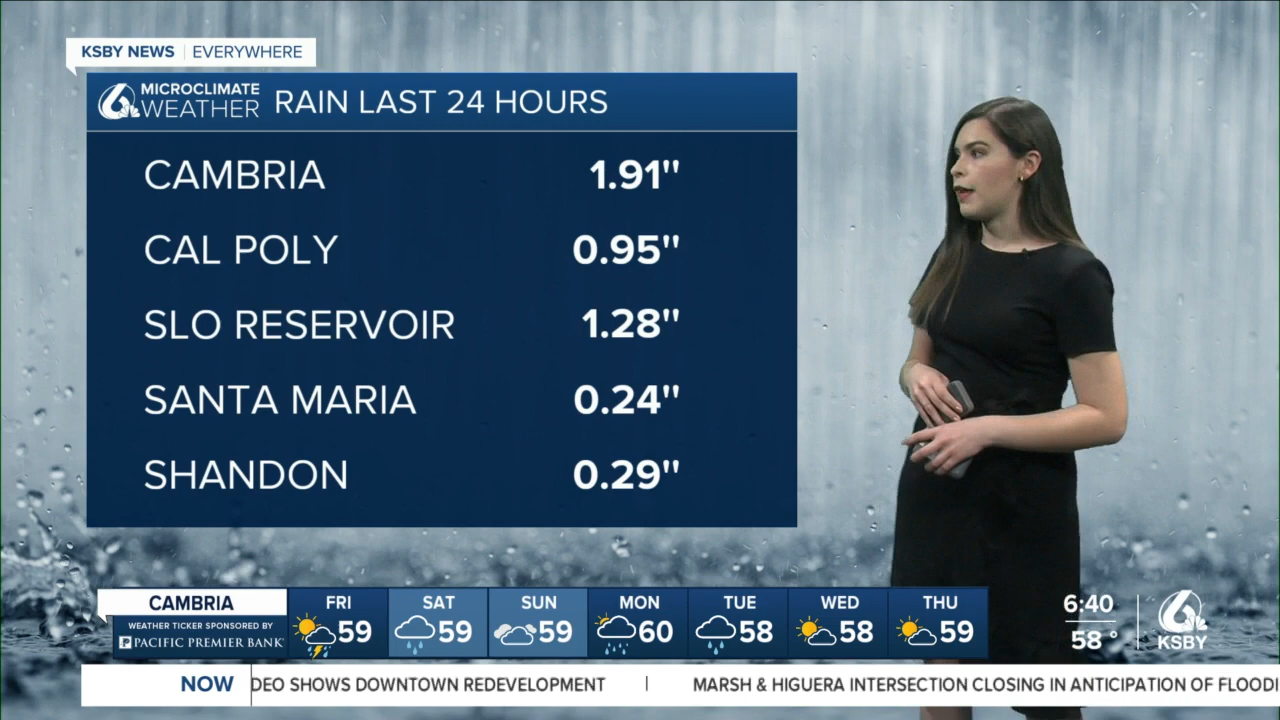 KSBY NEWS | EVERYWHERE
6 MICROCLIMATE WEATHER RAIN LAST 24 HOURS
CAMBRIA 1.91"
CAL POLY 0.95"
SLO RESERVOIR 1.28"
SANTA MARIA 0.24"
SHANDON 0.29"
CAMBRIA
WEATHER TICKER SPONSORED BY
PACIFIC PREMIER BANK
FRI SAT SUN MON TUE WED THU
59 59 59 60 58 58 59
6:40
58°
6 KSBY
NOW DEO SHOWS DOWNTOWN REDEVELOPMENT | MARSH & HIGUERA INTERSECTION CLOSING IN ANTICIPATION OF FLOODI